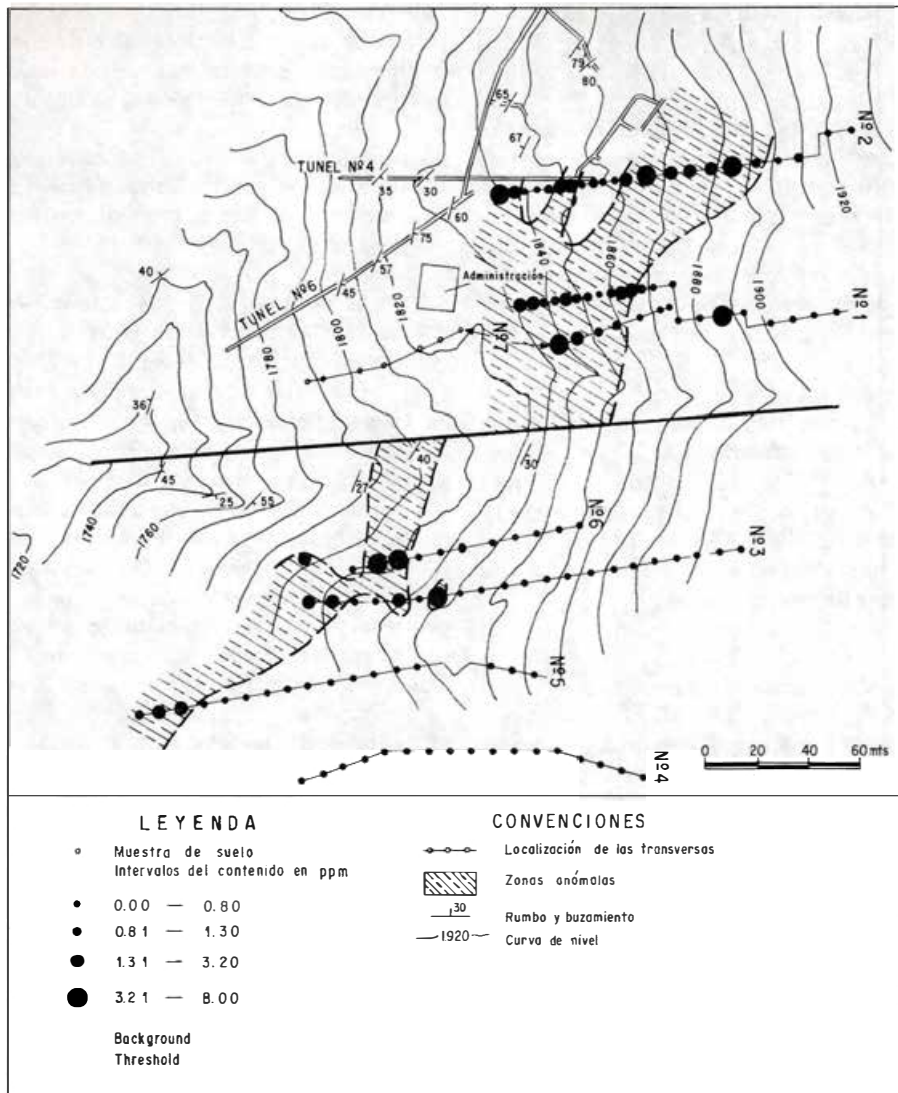 79
80
65
Nº 2
67
TUNEL Nº 4
35
30
1920
60
75
1840
1860
40
57
Administración
1880
1900
45
TUNEL Nº 6
1820
Nº 1
1800
Nº 7
1780
36
40
30
45
27
25
55
Nº 6
1740
1760
Nº 3
1720
Nº 5
0 20 40 60 mts
Nº 4
LEYENDA
Muestra de suelo
Intervalos del contenido en ppm
0.00 — 0.80
0.81 — 1.30
1.31 — 3.20
3.21 — 8.00
Background
Threshold
CONVENCIONES
Localización de las transversas
Zonas anómalas
30
Rumbo y buzamiento
1.920
Curva de nivel